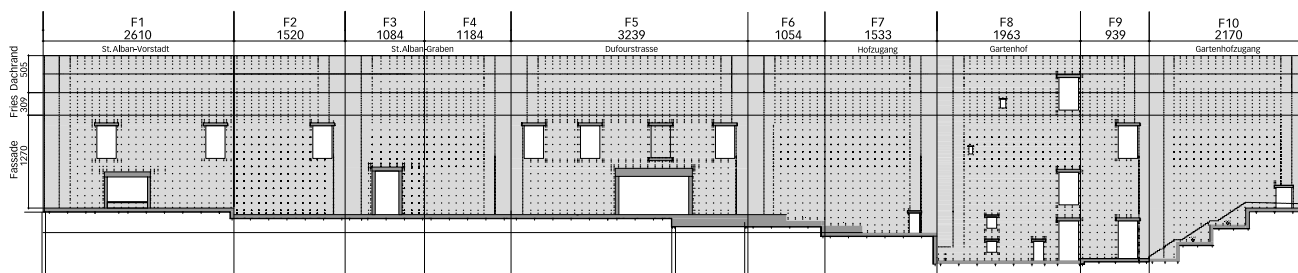 F1 F2 F3 F4 F5 F6 F7 F8 F9 F10
2610 1520 1084 1184 3239 1054 1533 1963 939 2170
St. Alban-Vorstadt St. Alban-Graben Dufourstrasse Hofzugang Gartenhof Gartenhofzugang
Dachrand
505
Fries
309
Fassade
1270